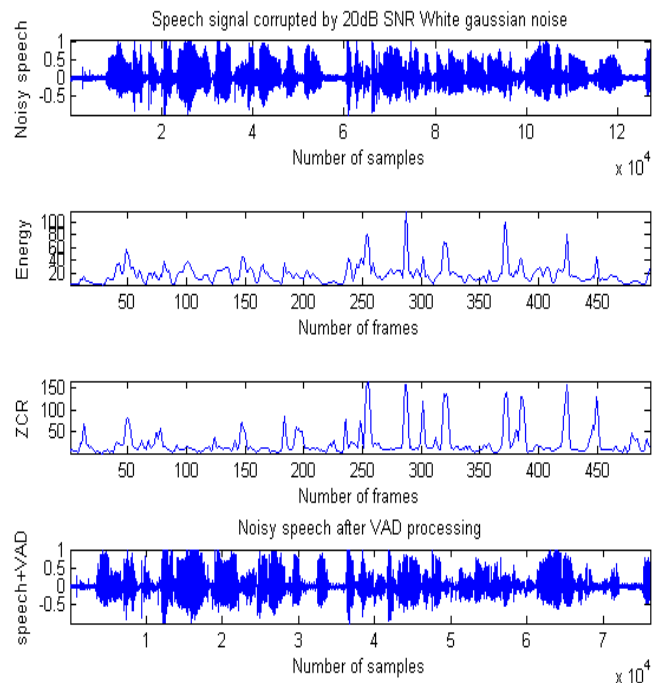 Speech signal corrupted by 20dB SNR White gaussian noise
Noisy speech
1
0.5
0
-0.5
2 4 6 8 10 12
Number of samples
x 10^4
Energy
100
80
60
40
20
50 100 150 200 250 300 350 400 450
Number of frames
ZCR
150
100
50
50 100 150 200 250 300 350 400 450
Number of frames
Noisy speech after VAD processing
speech+VAD
1
0.5
0
-0.5
1 2 3 4 5 6 7
Number of samples
x 10^4